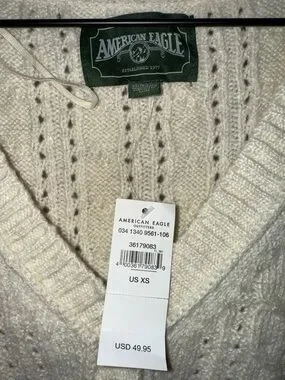 AMERICAN EAGLE
ESTABLISHED 1977
AMERICAN EAGLE
OUTFITTERS
034 1340 9561-106
36179083
US XS
USD 49.95